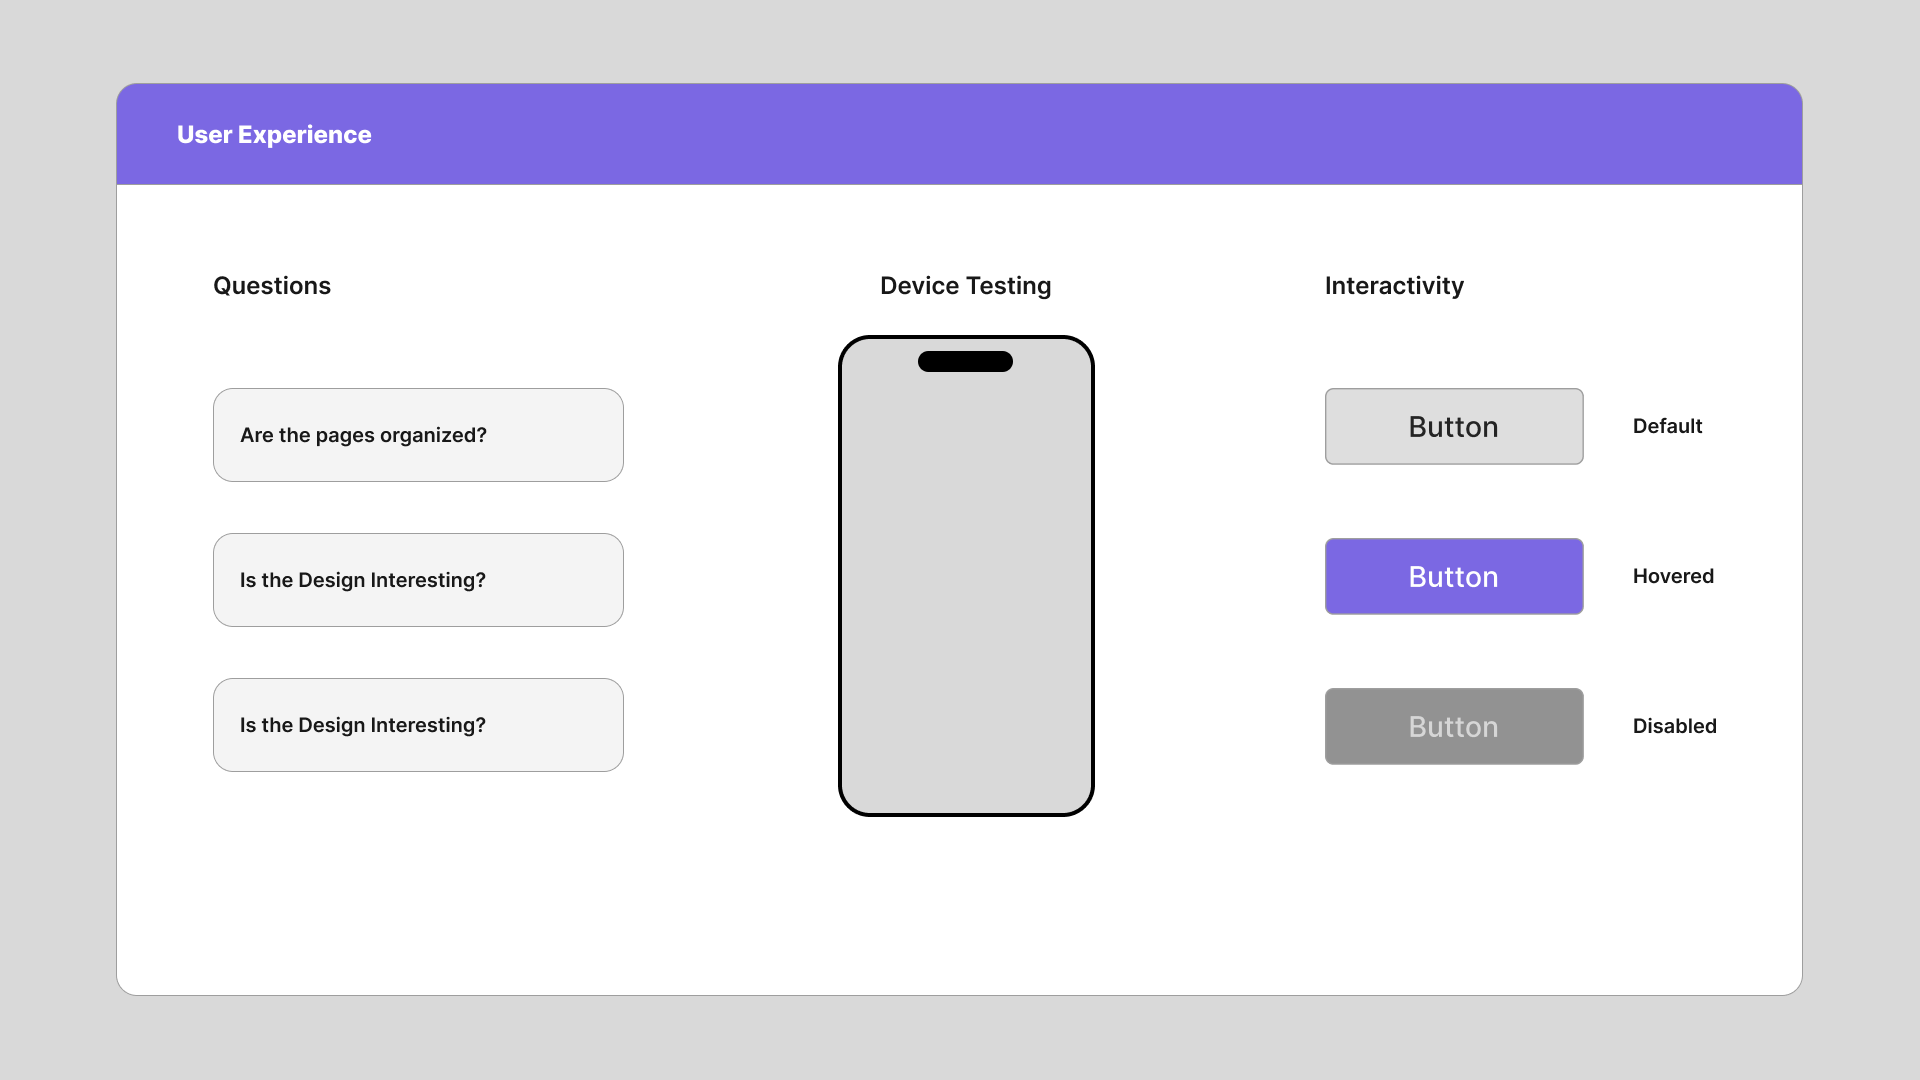 User Experience
Questions
Are the pages organized?
Is the Design Interesting?
Is the Design Interesting?
Device Testing
Interactivity
Button
Default
Button
Hovered
Button
Disabled